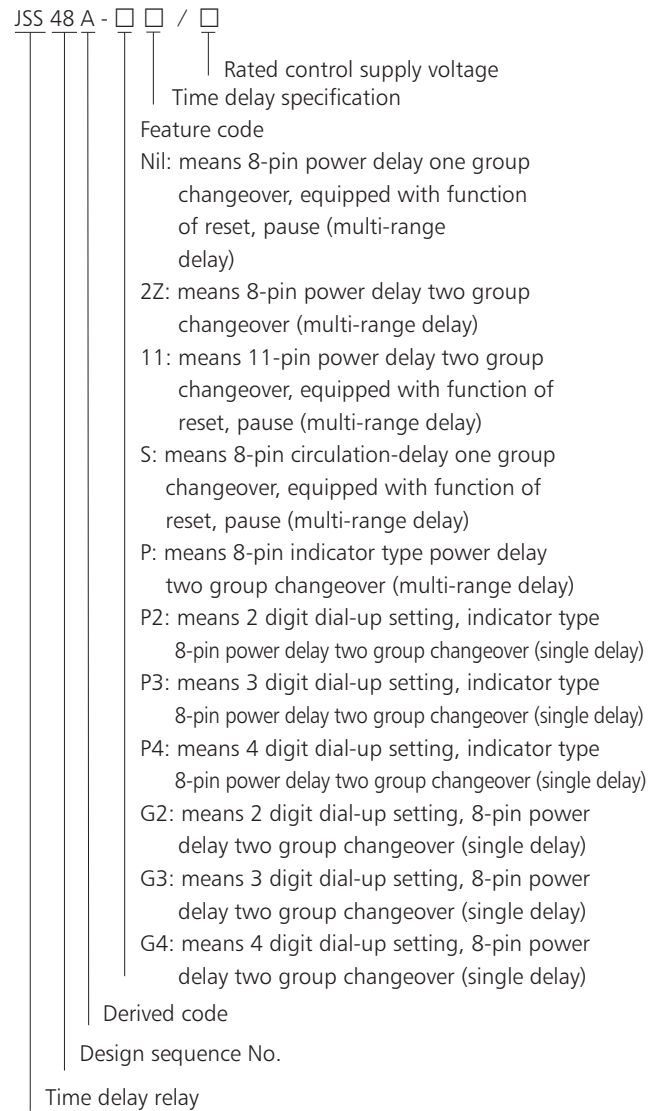 JSS 48 A - □ □ / □
Rated control supply voltage
Time delay specification
Feature code
Nil: means 8-pin power delay one group
changeover, equipped with function
of reset, pause (multi-range
delay)
2Z: means 8-pin power delay two group
changeover (multi-range delay)
11: means 11-pin power delay two group
changeover, equipped with function of
reset, pause (multi-range delay)
S: means 8-pin circulation-delay one group
changeover, equipped with function of
reset, pause (multi-range delay)
P: means 8-pin indicator type power delay
two group changeover (multi-range delay)
P2: means 2 digit dial-up setting, indicator type
8-pin power delay two group changeover (single delay)
P3: means 3 digit dial-up setting, indicator type
8-pin power delay two group changeover (single delay)
P4: means 4 digit dial-up setting, indicator type
8-pin power delay two group changeover (single delay)
G2: means 2 digit dial-up setting, 8-pin power
delay two group changeover (single delay)
G3: means 3 digit dial-up setting, 8-pin power
delay two group changeover (single delay)
G4: means 4 digit dial-up setting, 8-pin power
delay two group changeover (single delay)
Derived code
Design sequence No.
Time delay relay